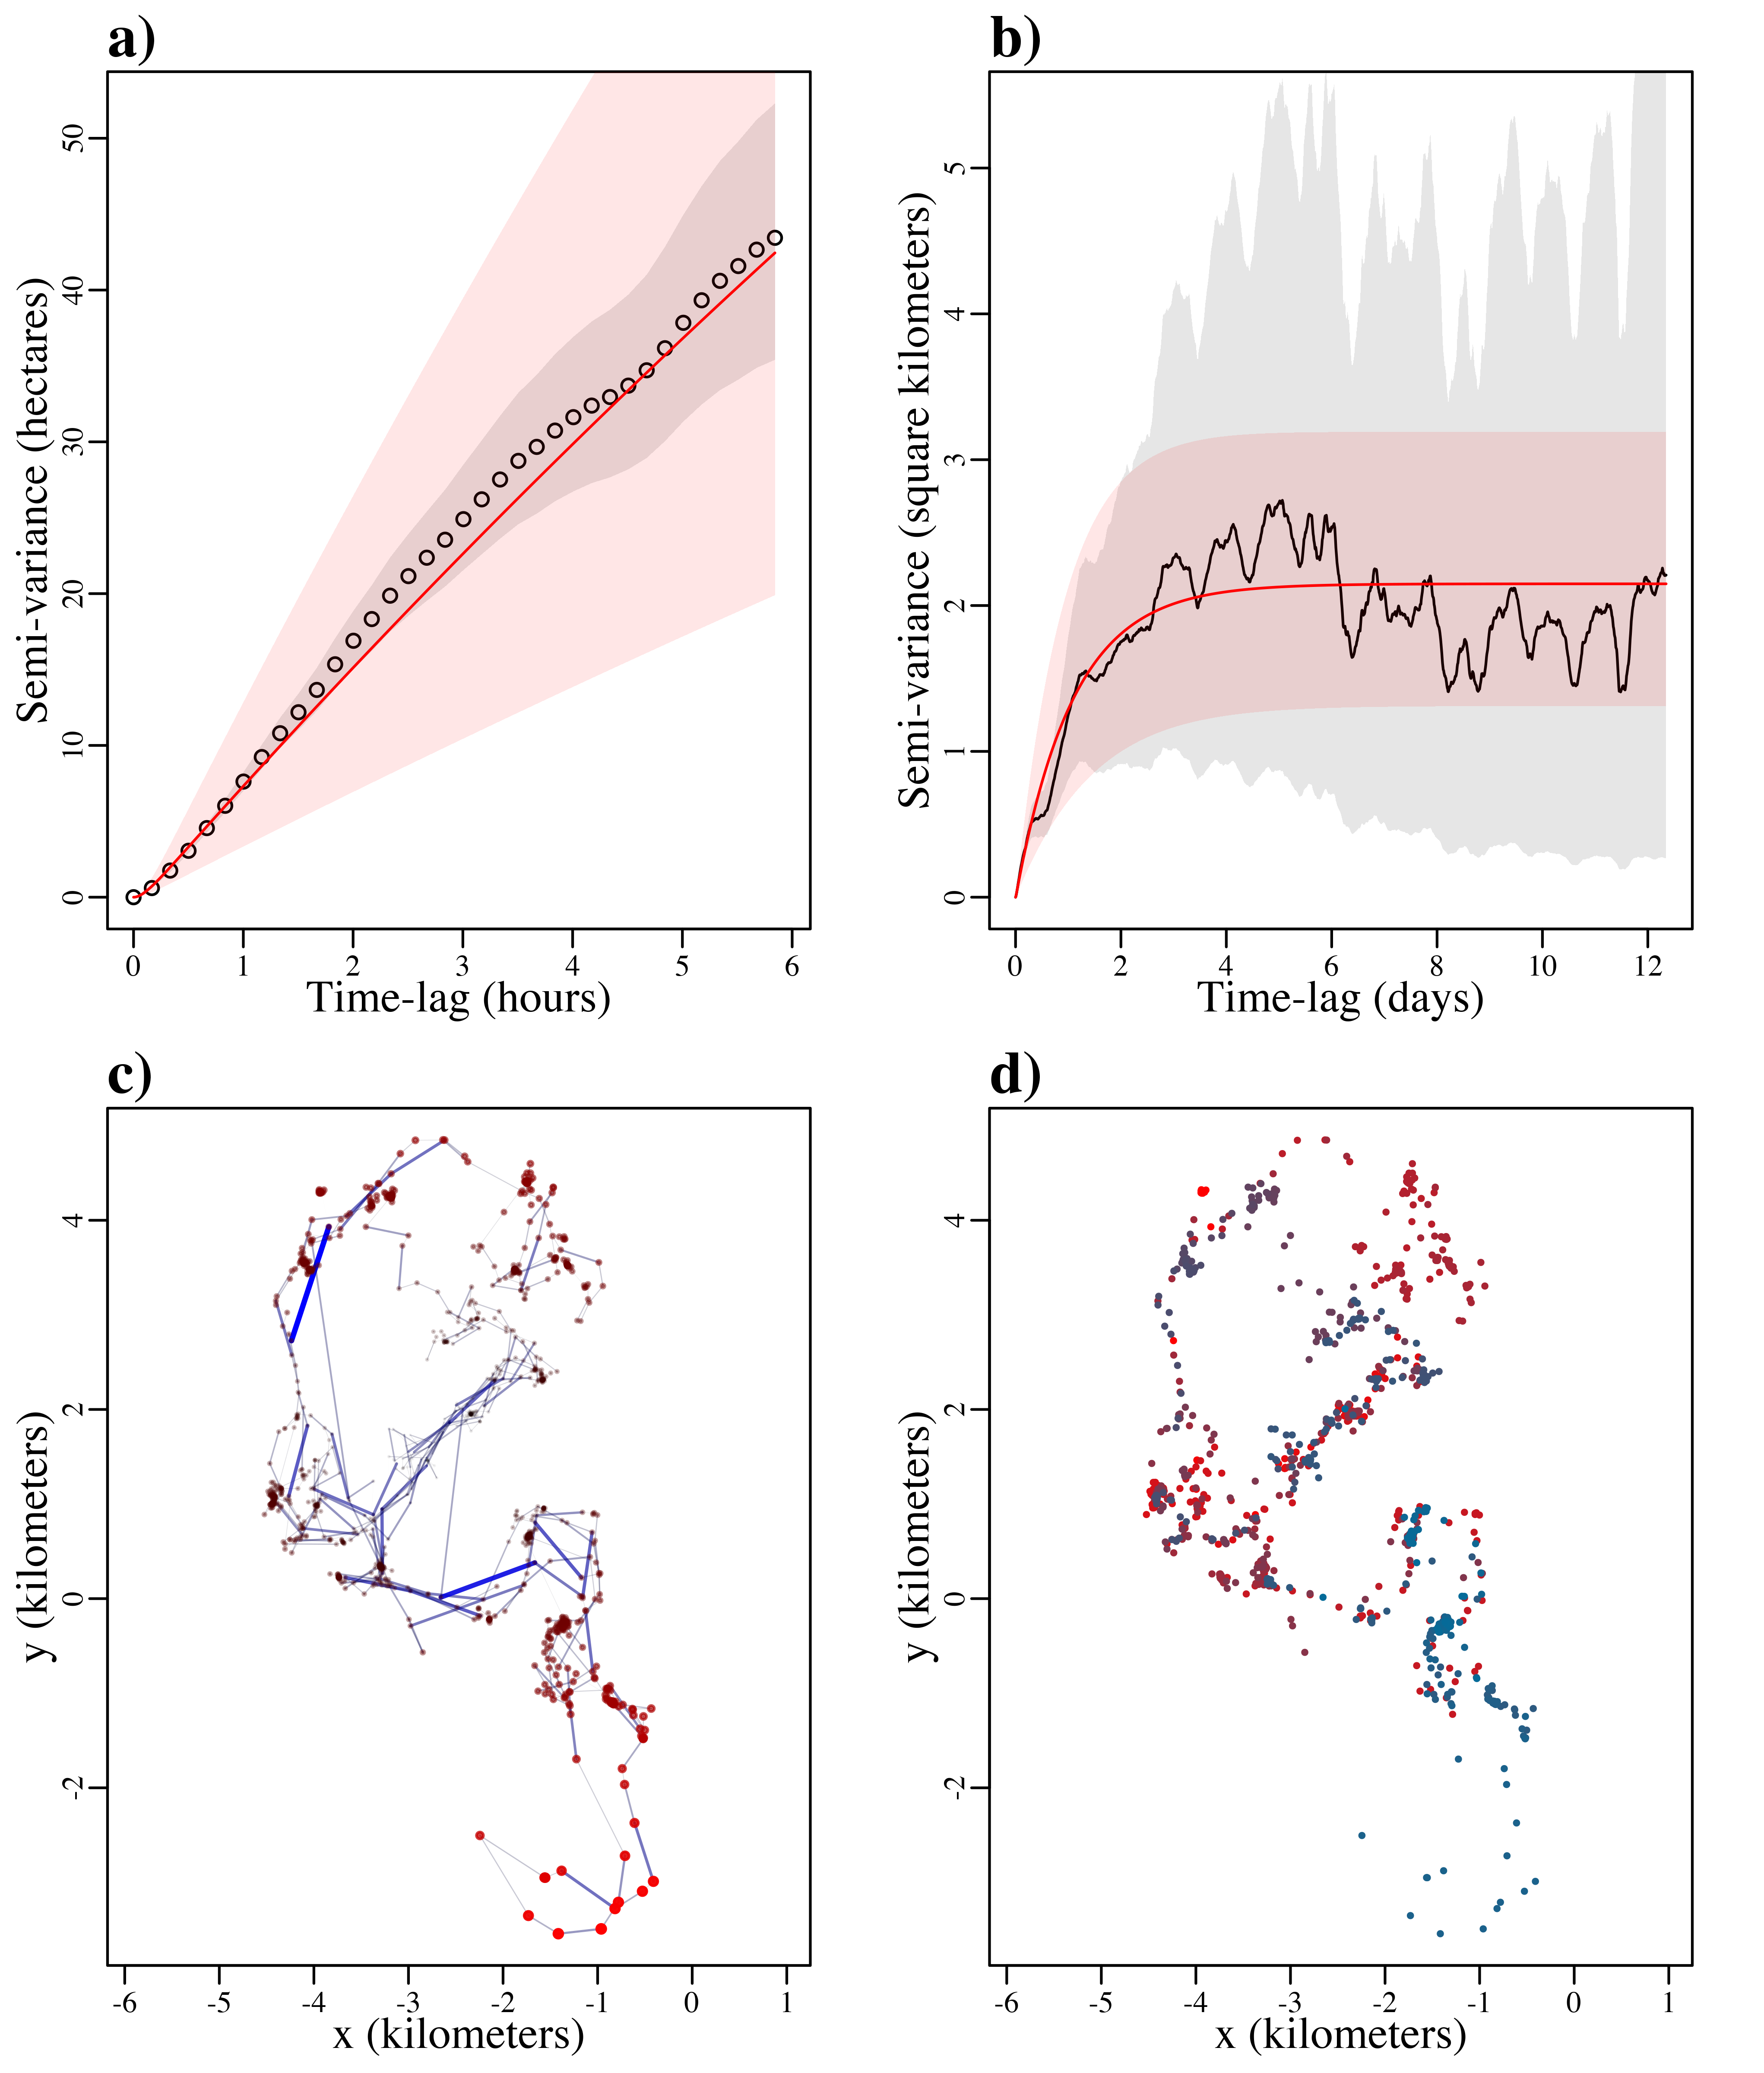 a)
Semi-variance (hectares)
50
40
30
20
10
0
0 1 2 3 4 5 6
Time-lag (hours)
b)
Semi-variance (square kilometers)
5
4
3
2
1
0
0 2 4 6 8 10 12
Time-lag (days)
c)
y (kilometers)
4
2
0
-2
-6 -5 -4 -3 -2 -1 0 1
x (kilometers)
d)
y (kilometers)
4
2
0
-2
-6 -5 -4 -3 -2 -1 0 1
x (kilometers)